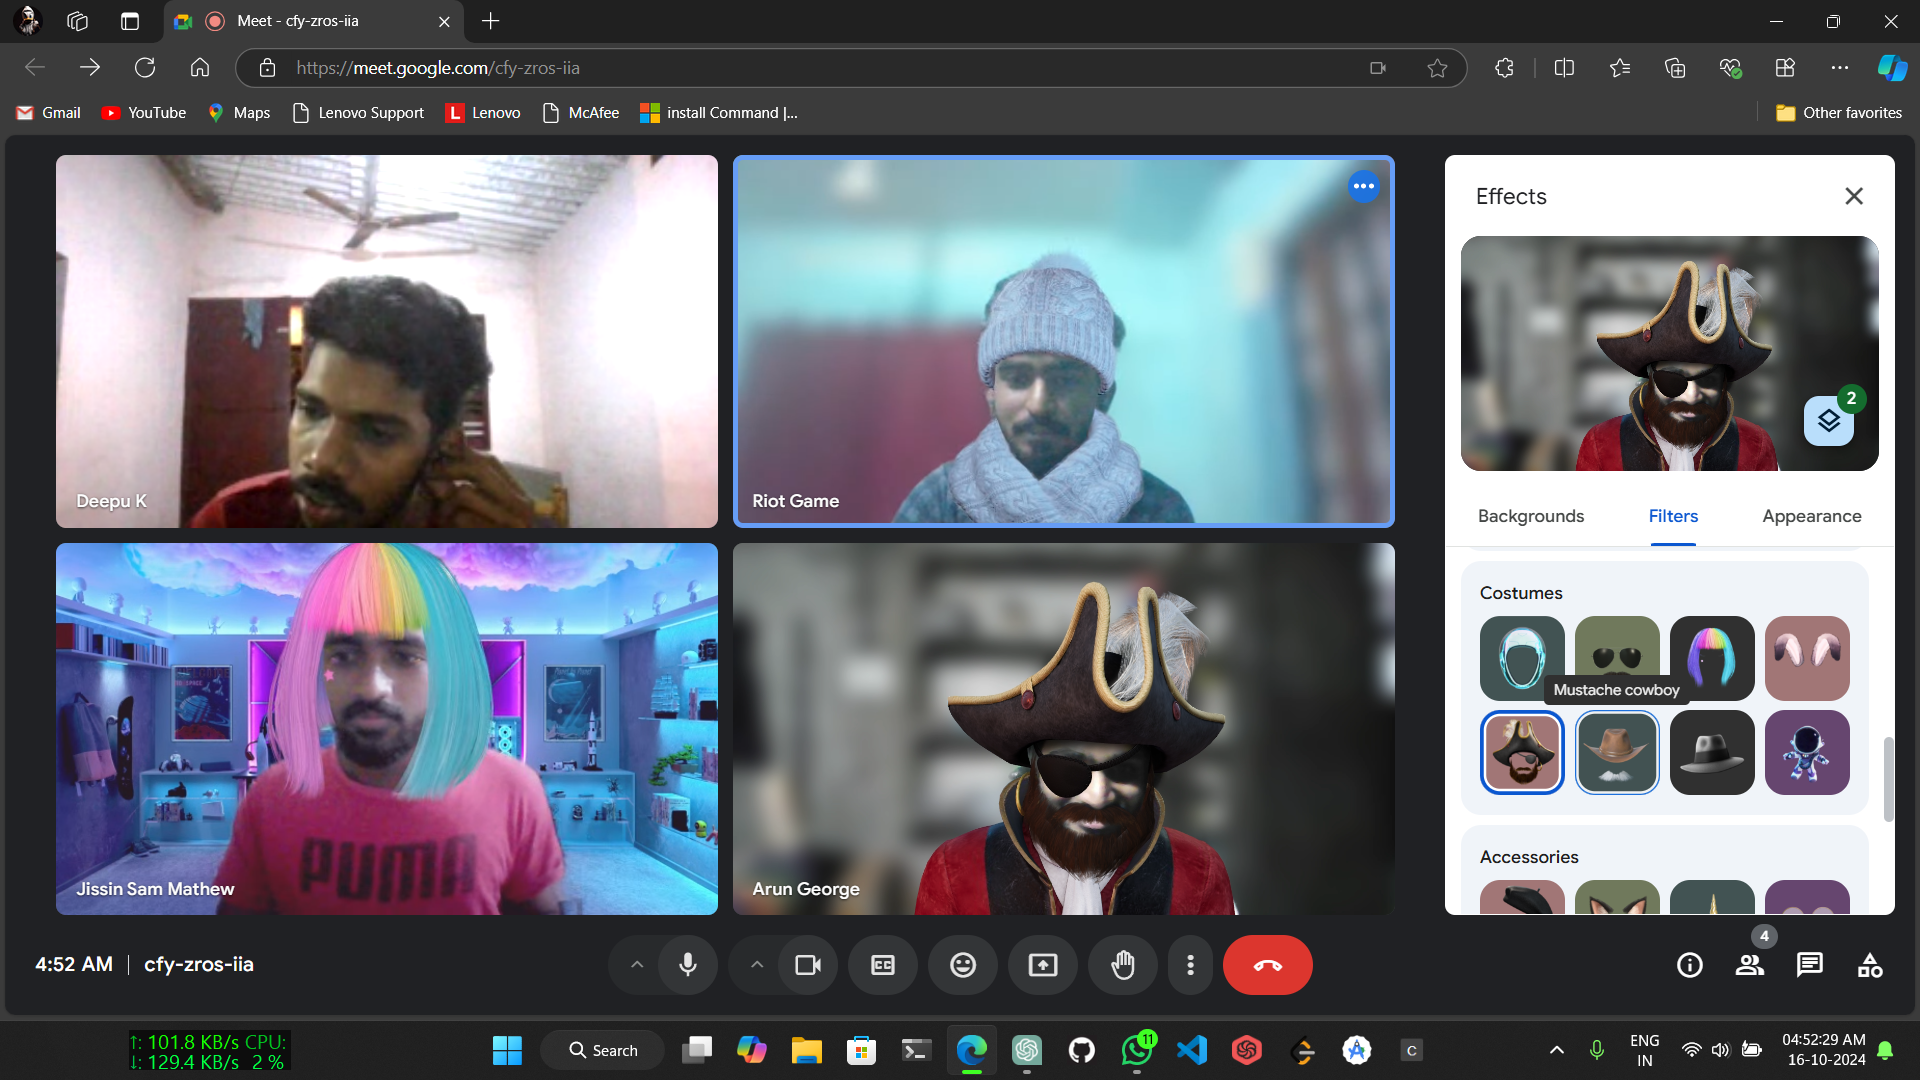 Meet - cfy-zros-iia
https://meet.google.com/cfy-zros-iia
Gmail
YouTube
Maps
Lenovo Support
L
Lenovo
McAfee
install Command |...
Other favorites
Deepu K
Riot Game
Jissin Sam Mathew
PUMA
Arun George
Effects
2
Backgrounds
Filters
Appearance
Costumes
Mustache cowboy
Accessories
4:52 AM
cfy-zros-iia
CC
4
↑: 101.8 KB/s CPU:
↓: 129.4 KB/s 2 %
Search
11
C
ENG
IN
04:52:29 AM
16-10-2024